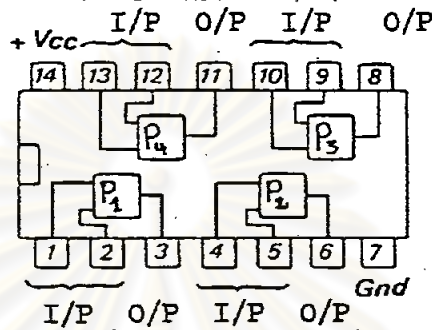 I/P O/P I/P O/P
+ Vcc
14 13 12 11 10 9 8
P4 P3
P1 P2
1 2 3 4 5 6 7
Gnd
I/P O/P I/P O/P